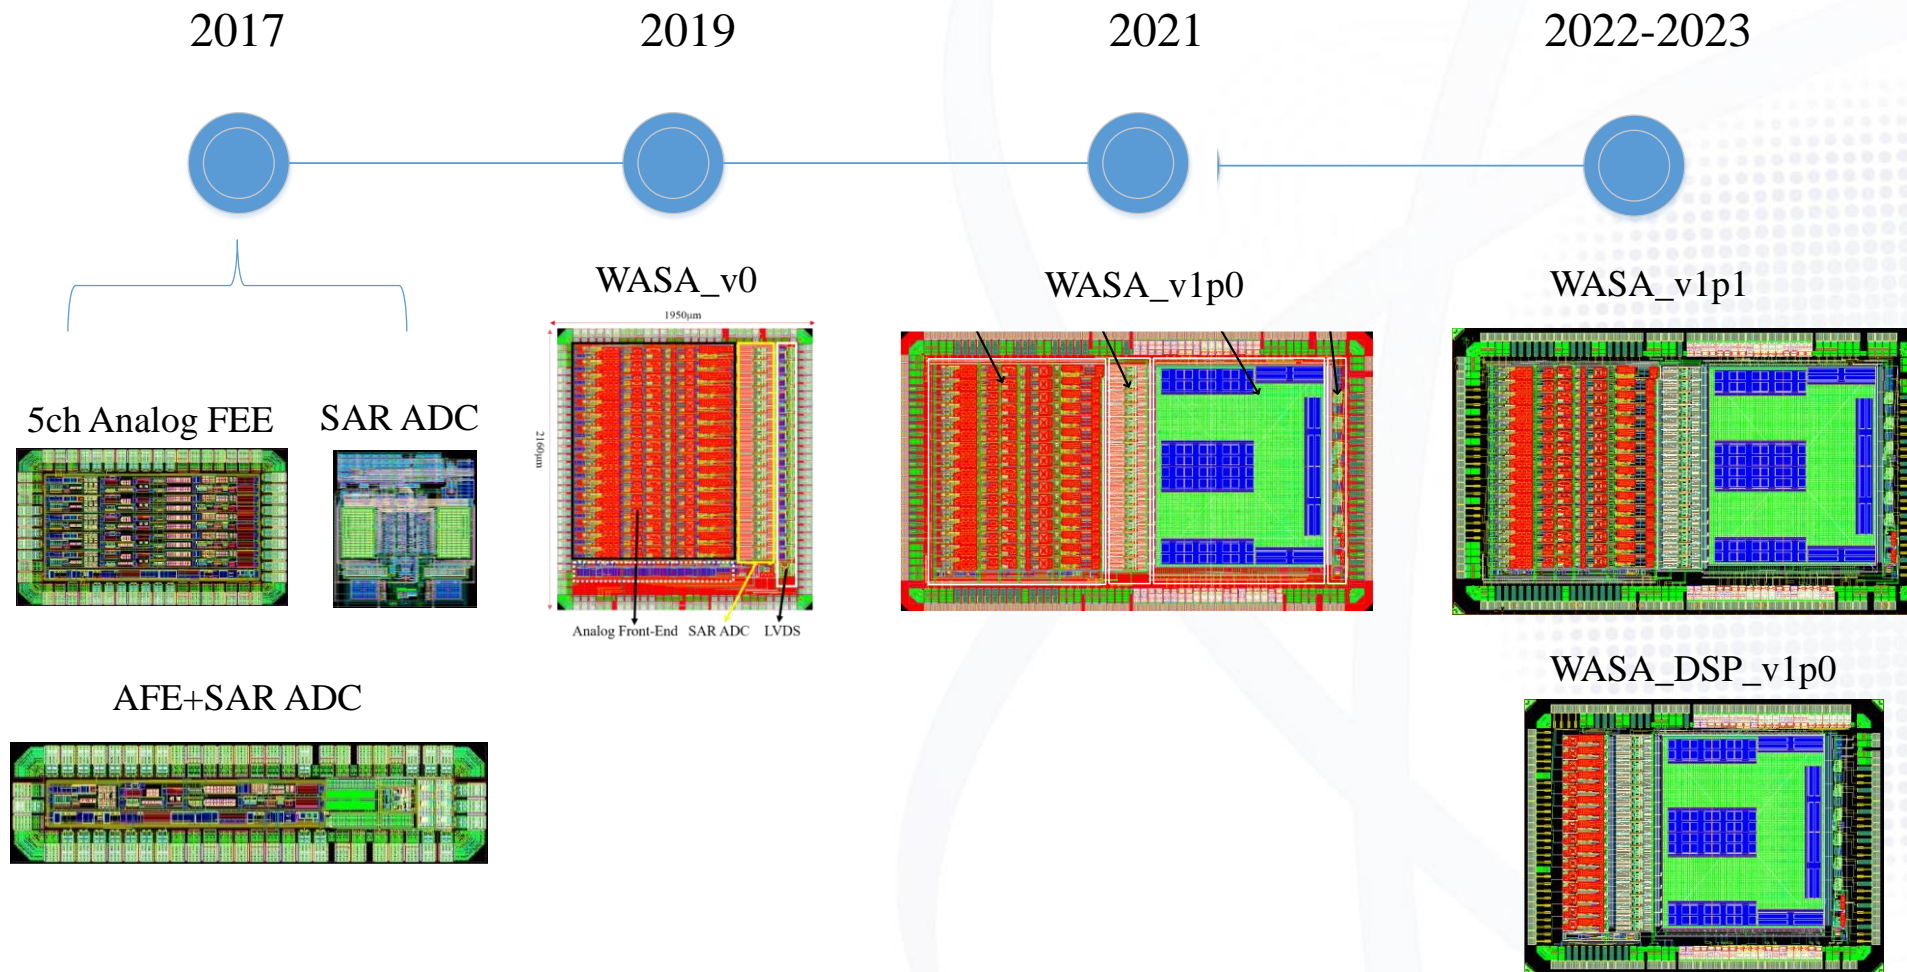 2017
2019
2021
2022-2023
WASA_v0
WASA_v1p0
WASA_v1p1
1950μm
2160μm
5ch Analog FEE
SAR ADC
Analog Front-End
SAR ADC
LVDS
WASA_DSP_v1p0
AFE+SAR ADC